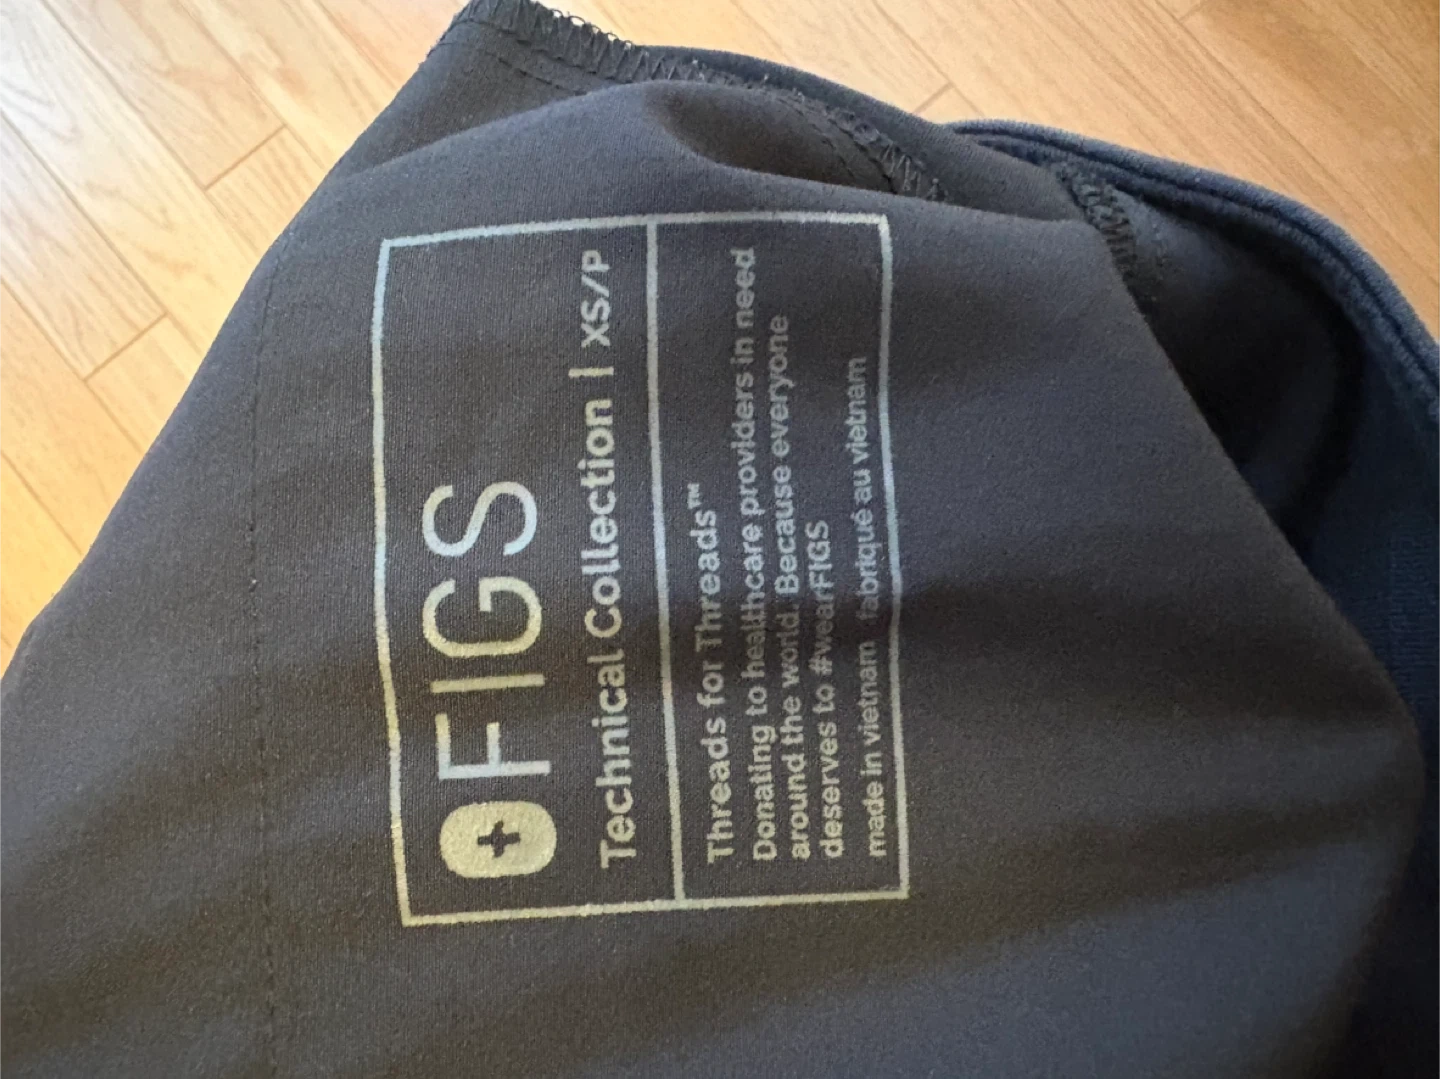 FIGS
Technical Collection | XS/P
Threads for Threads™
Donating to healthcare providers in need
around the world. Because everyone
deserves to #wearFIGS
made in vietnam fabriqué au vietnam